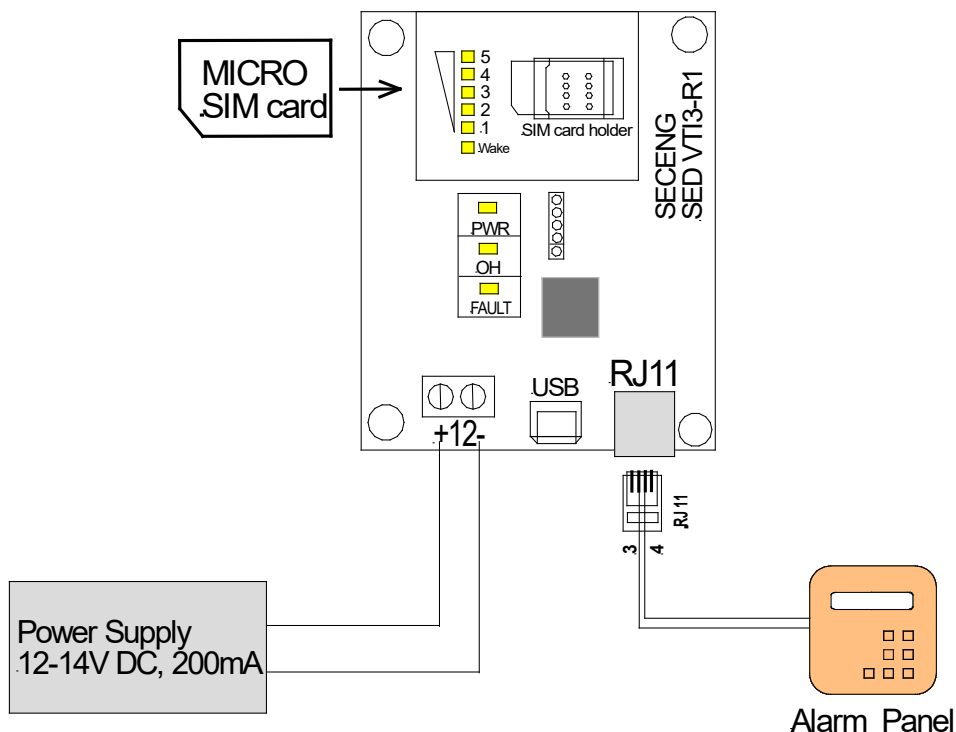 MICRO
.SIM card
5
4
3
2
.1
.Wake
.SIM card holder
SECENG
SED VTI3-R1
.PWR
.OH
.FAULT
+12-
.USB
RJ11
RJ 11
3
4
Power Supply
.12-14V DC, 200mA
Alarm Panel